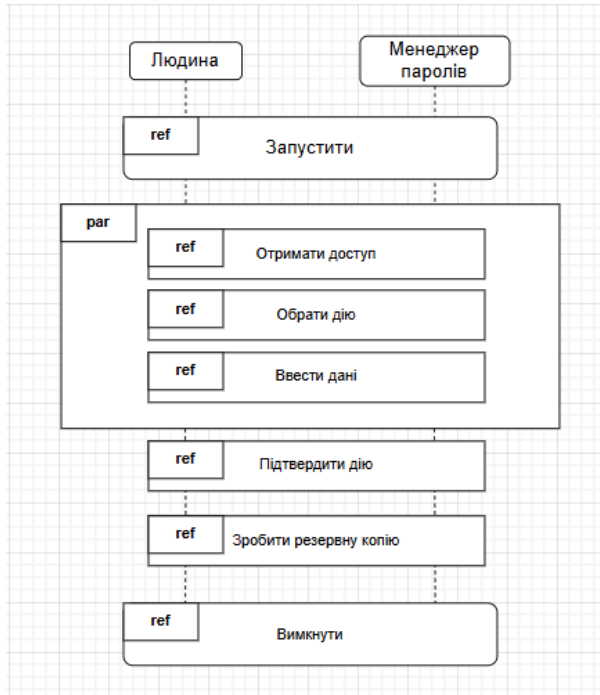 Людина
Менеджер
паролів
ref
Запустити
par
ref
Отримати доступ
ref
Обрати дію
ref
Ввести дані
ref
Підтвердити дію
ref
Зробити резервну копію
ref
Вимкнути